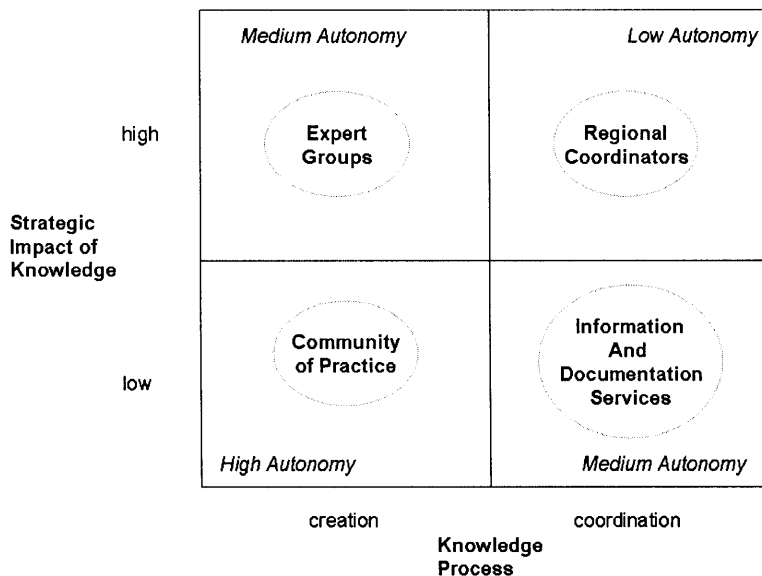 Medium Autonomy
Low Autonomy
high
Expert
Groups
Regional
Coordinators
Strategic
Impact of
Knowledge
Community
of Practice
Information
And
Documentation
Services
low
High Autonomy
Medium Autonomy
creation
coordination
Knowledge
Process